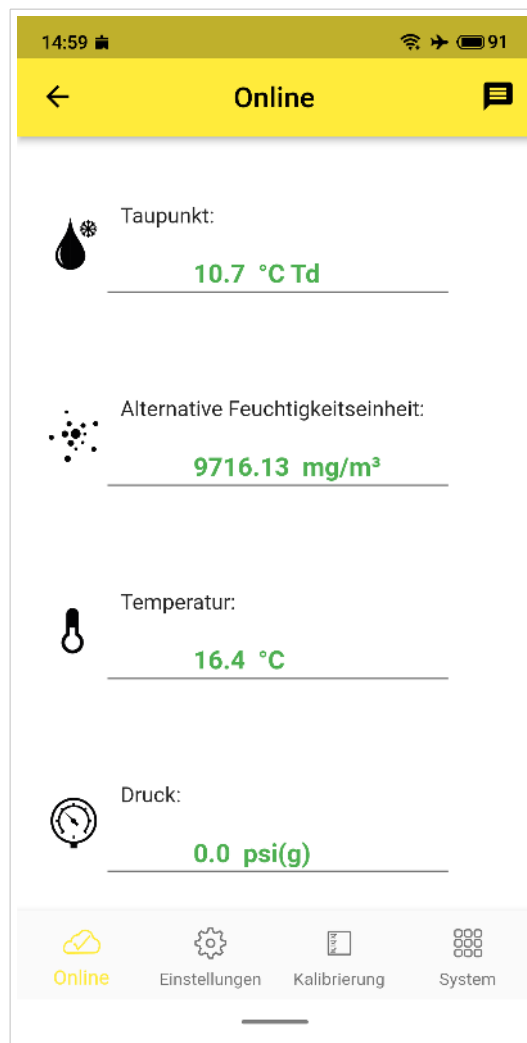 14:59 91
Online
Taupunkt:
10.7 °C Td
Alternative Feuchtigkeitseinheit:
9716.13 mg/m³
Temperatur:
16.4 °C
Druck:
0.0 psi(g)
Online Einstellungen Kalibrierung System